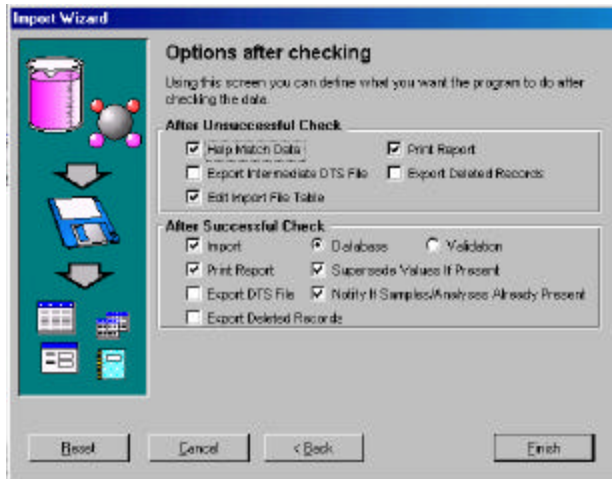 Import Wizard
Options after checking
Using this screen you can define what you want the program to do after
checking the data.
After Unsuccessful Check
Help Match Data
Print Report
Export Intermediate DTS File
Export Deleted Records
Edit Import File Table
After Successful Check
Import
Database
Validation
Print Report
Supersede Values If Present
Export DTS File
Notify If Samples/Analyses Already Present
Export Deleted Records
Reset
Cancel
< Back
Finish